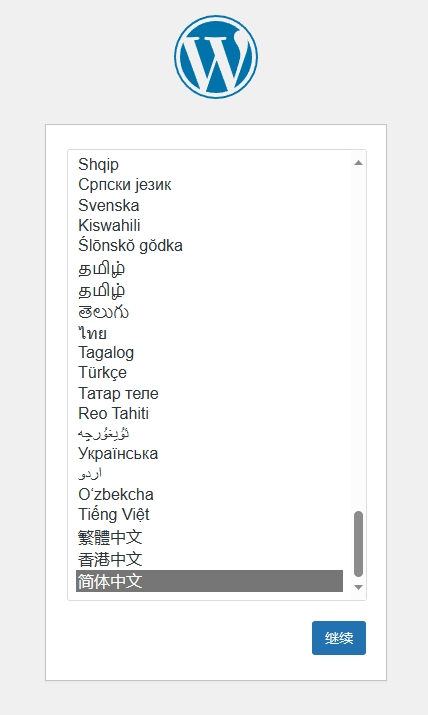 Shqip
Српски језик
Svenska
Kiswahili
Ślōnskŏ gŏdka
தமிழ்
தமிழ்
తెలుగు
ไทย
Tagalog
Türkçe
Татар теле
Reo Tahiti
ئۇيغۇرچە
Українська
اردو
O‘zbekcha
Tiếng Việt
繁體中文
香港中文
简体中文
继续